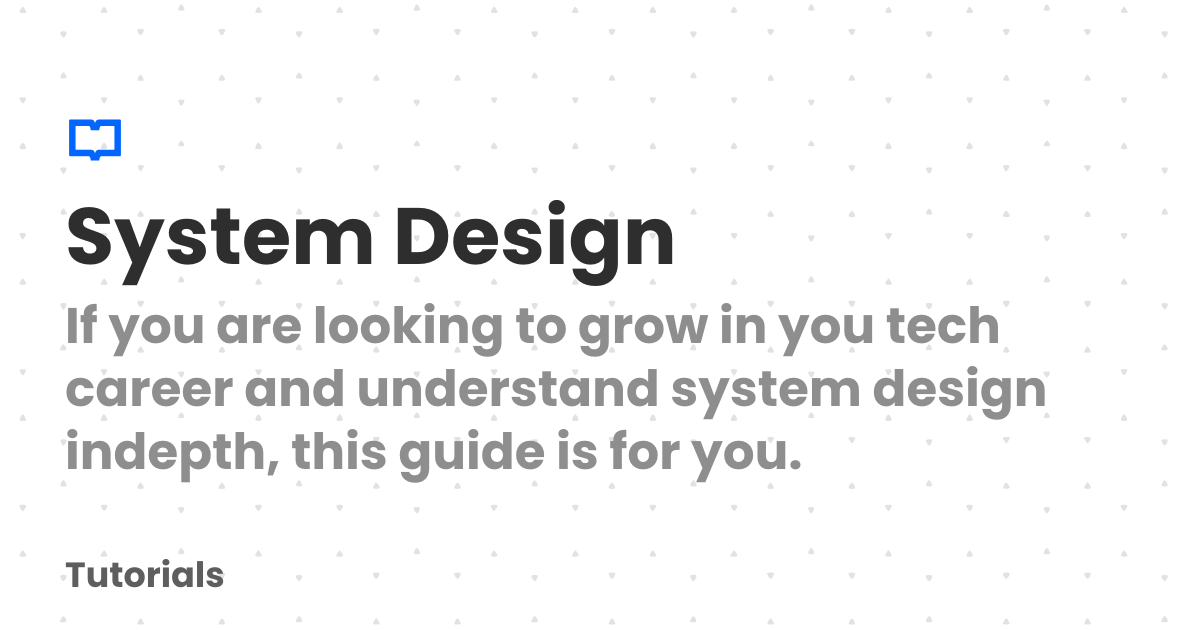 System Design
If you are looking to grow in you tech
career and understand system design
indepth, this guide is for you.
Tutorials